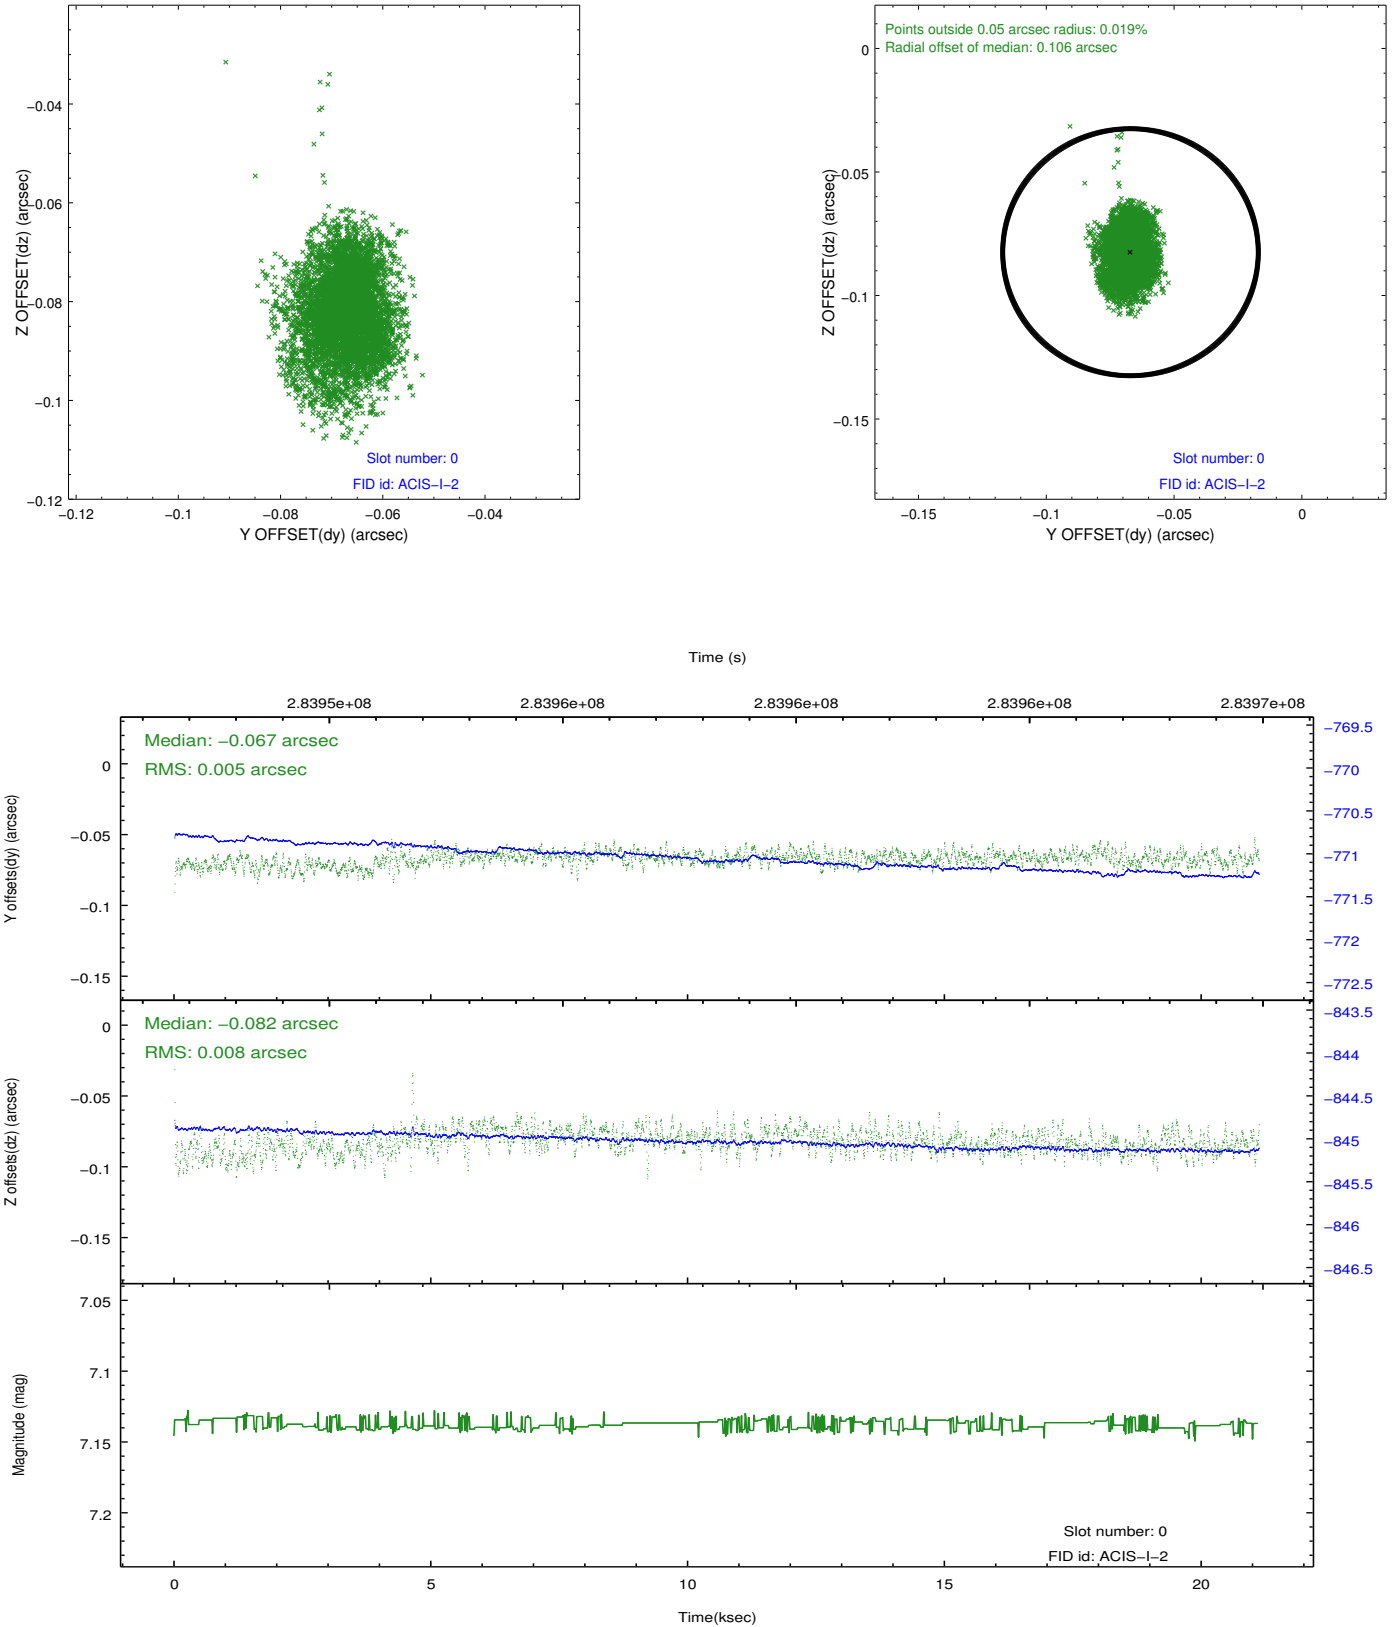 −0.04
−0.06
−0.08
−0.1
−0.12
Z OFFSET(dz) (arcsec)
Slot number: 0
FID id: ACIS−I−2
−0.12
−0.1
−0.08
−0.06
−0.04
Y OFFSET(dy) (arcsec)
Points outside 0.05 arcsec radius: 0.019%
Radial offset of median: 0.106 arcsec
0
−0.05
−0.1
−0.15
Z OFFSET(dz) (arcsec)
Slot number: 0
FID id: ACIS−I−2
−0.15
−0.1
−0.05
0
Y OFFSET(dy) (arcsec)
Time (s)
2.8395e+08
2.8396e+08
2.8396e+08
2.8396e+08
2.8397e+08
Median: −0.067 arcsec
RMS: 0.005 arcsec
0
−0.05
−0.1
−0.15
Y offsets(dy) (arcsec)
−769.5
−770
−770.5
−771
−771.5
−772
−772.5
Median: −0.082 arcsec
RMS: 0.008 arcsec
0
−0.05
−0.1
−0.15
Z offsets(dz) (arcsec)
−843.5
−844
−844.5
−845
−845.5
−846
−846.5
7.05
7.1
7.15
7.2
Magnitude (mag)
Slot number: 0
FID id: ACIS−I−2
0
5
10
15
20
Time(ksec)